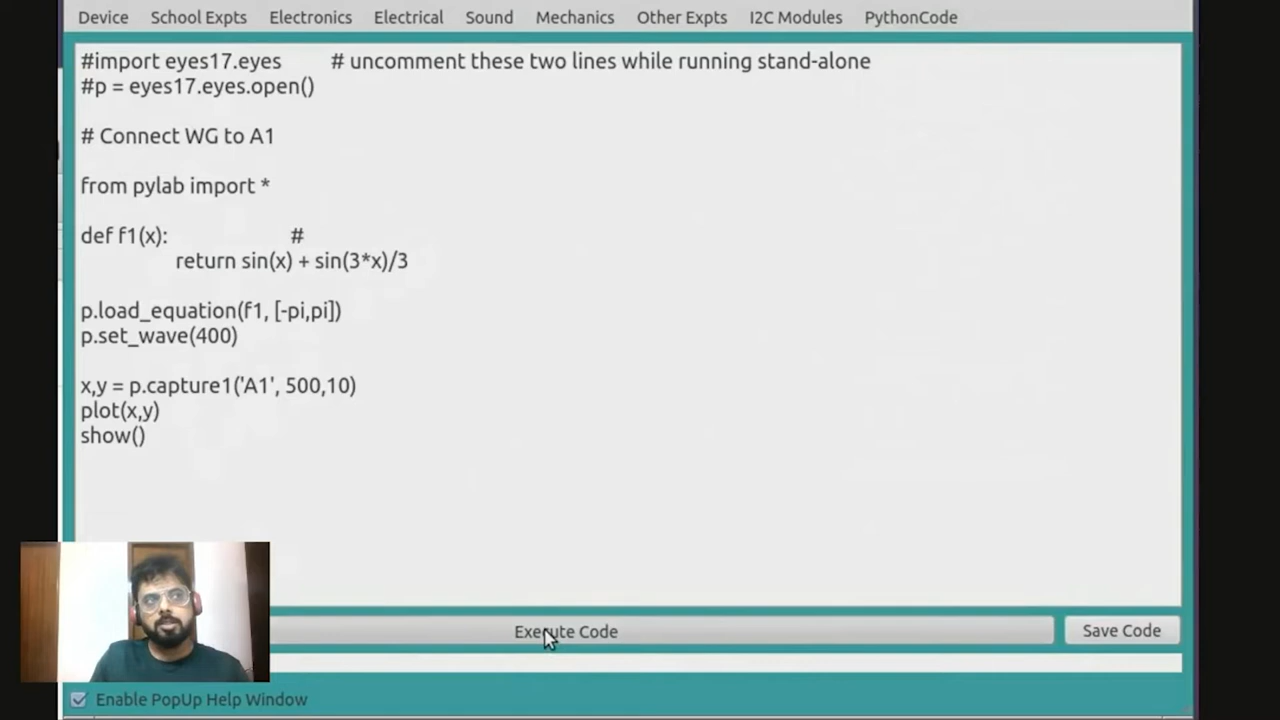 Device School Expts Electronics Electrical Sound Mechanics Other Expts I2C Modules PythonCode
#import eyes17.eyes # uncomment these two lines while running stand-alone
#p = eyes17.eyes.open()
# Connect WG to A1
from pylab import *
def f1(x): #
return sin(x) + sin(3*x)/3
p.load_equation(f1, [-pi,pi])
p.set_wave(400)
x,y = p.capture1('A1', 500,10)
plot(x,y)
show()
Execute Code Save Code
Enable PopUp Help Window